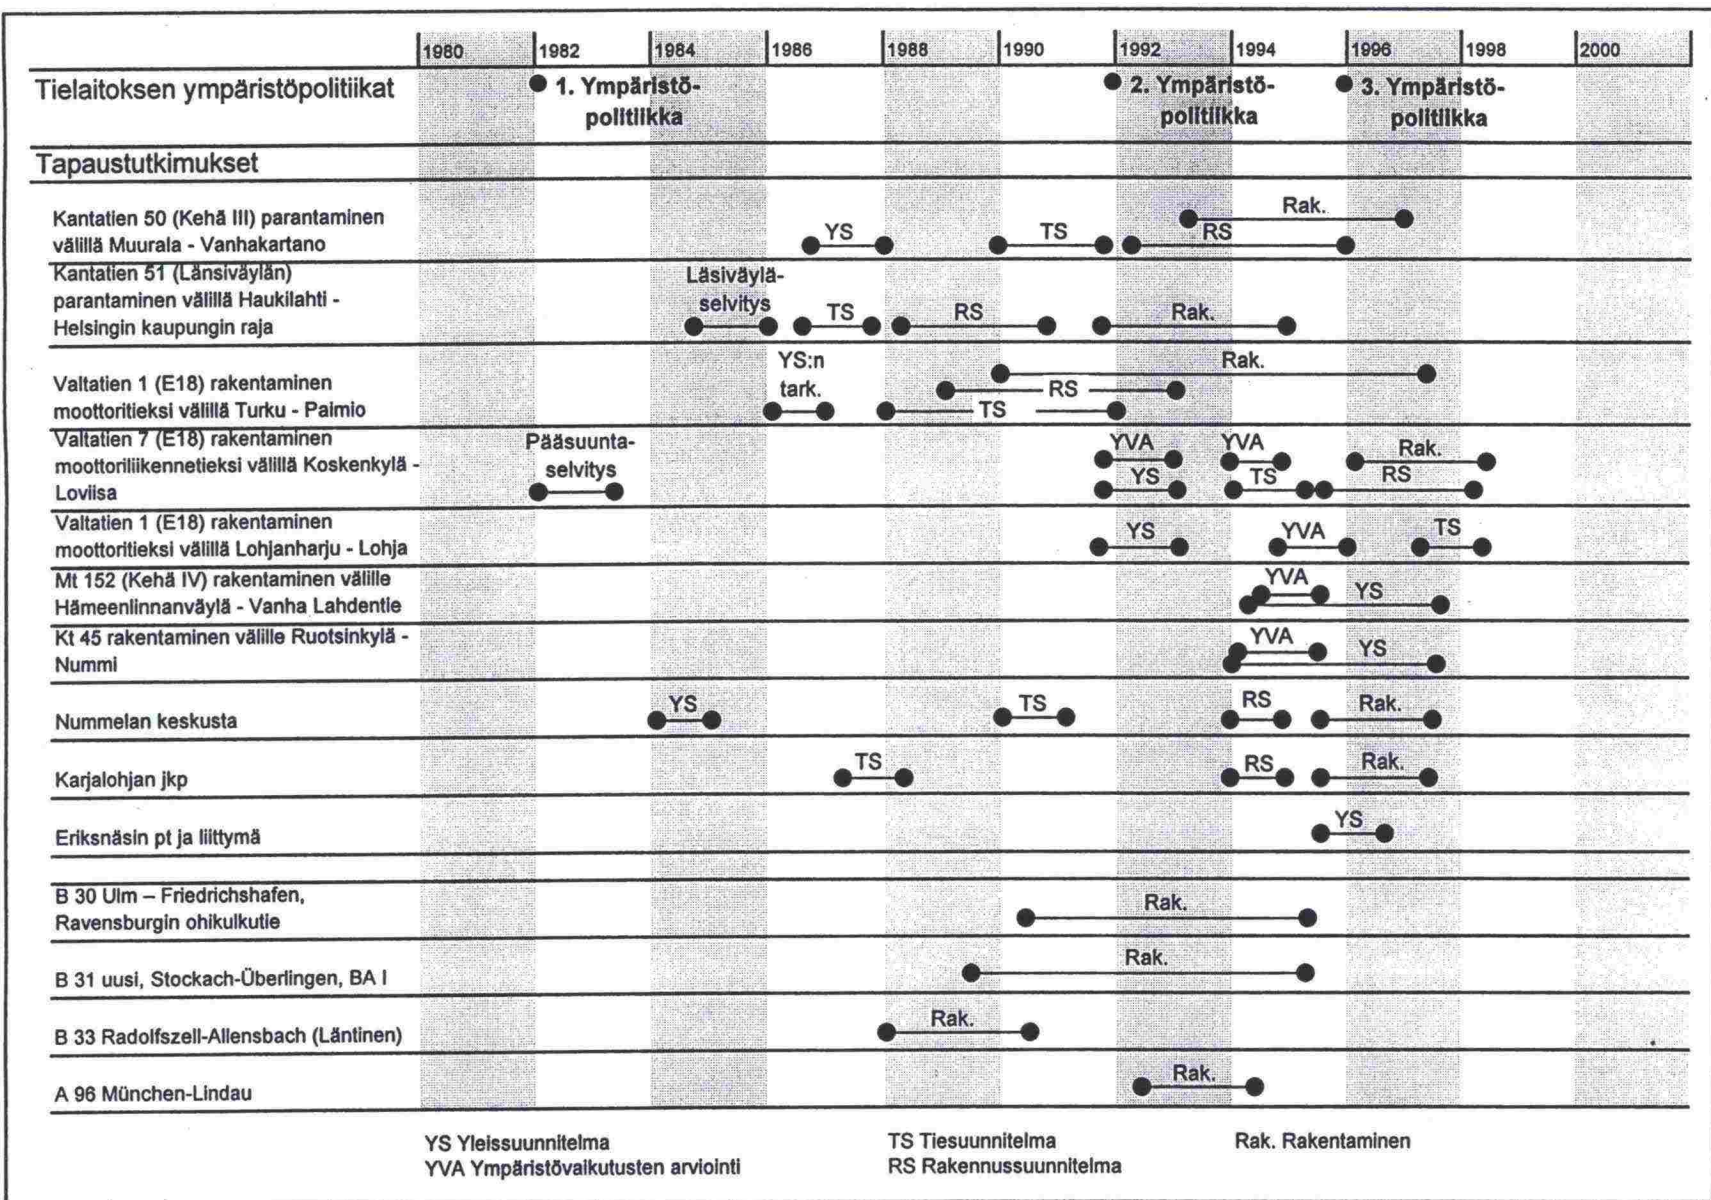 1980 1982 1984 1986 1988 1990 1992 1994 1996 1998 2000
Tielaitoksen ympäristöpolitiikat
1. Ympäristö-
politiikka
2. Ympäristö-
politiikka
3. Ympäristö-
politiikka
Tapaustutkimukset
Kantatien 50 (Kehä III) parantaminen
välillä Muurala - Vanhakartano
YS TS Rak. RS
Kantatien 51 (Länsiväylän)
parantaminen välillä Haukilahti -
Helsingin kaupungin raja
Läsiväylä-
selvitys
TS RS Rak.
Valtatien 1 (E18) rakentaminen
moottoritieksi välillä Turku - Paimio
YS:n
tark.
TS RS Rak.
Valtatien 7 (E18) rakentaminen
moottoriliikennetieksi välillä Koskenkylä -
Loviisa
Pääsuunta-
selvitys
YVA YVA Rak.
YS TS RS
Valtatien 1 (E18) rakentaminen
moottoritieksi välillä Lohjanharju - Lohja
YS YVA TS
Mt 152 (Kehä IV) rakentaminen välille
Hämeenlinnanväylä - Vanha Lahdentie
YVA YS
Kt 45 rakentaminen välille Ruotsinkylä -
Nummi
YVA YS
Nummelan keskusta
YS TS RS Rak.
Karjalohjan jkp
TS RS Rak.
Eriksnäsin pt ja liittymä
YS
B 30 Ulm – Friedrichshafen,
Ravensburgin ohikulkutie
Rak.
B 31 uusi, Stockach-Überlingen, BA I
Rak.
B 33 Radolfszell-Allensbach (Läntinen)
Rak.
A 96 München-Lindau
Rak.
YS Yleissuunnitelma
YVA Ympäristövaikutusten arviointi
TS Tiesuunnitelma
RS Rakennussuunnitelma
Rak. Rakentaminen